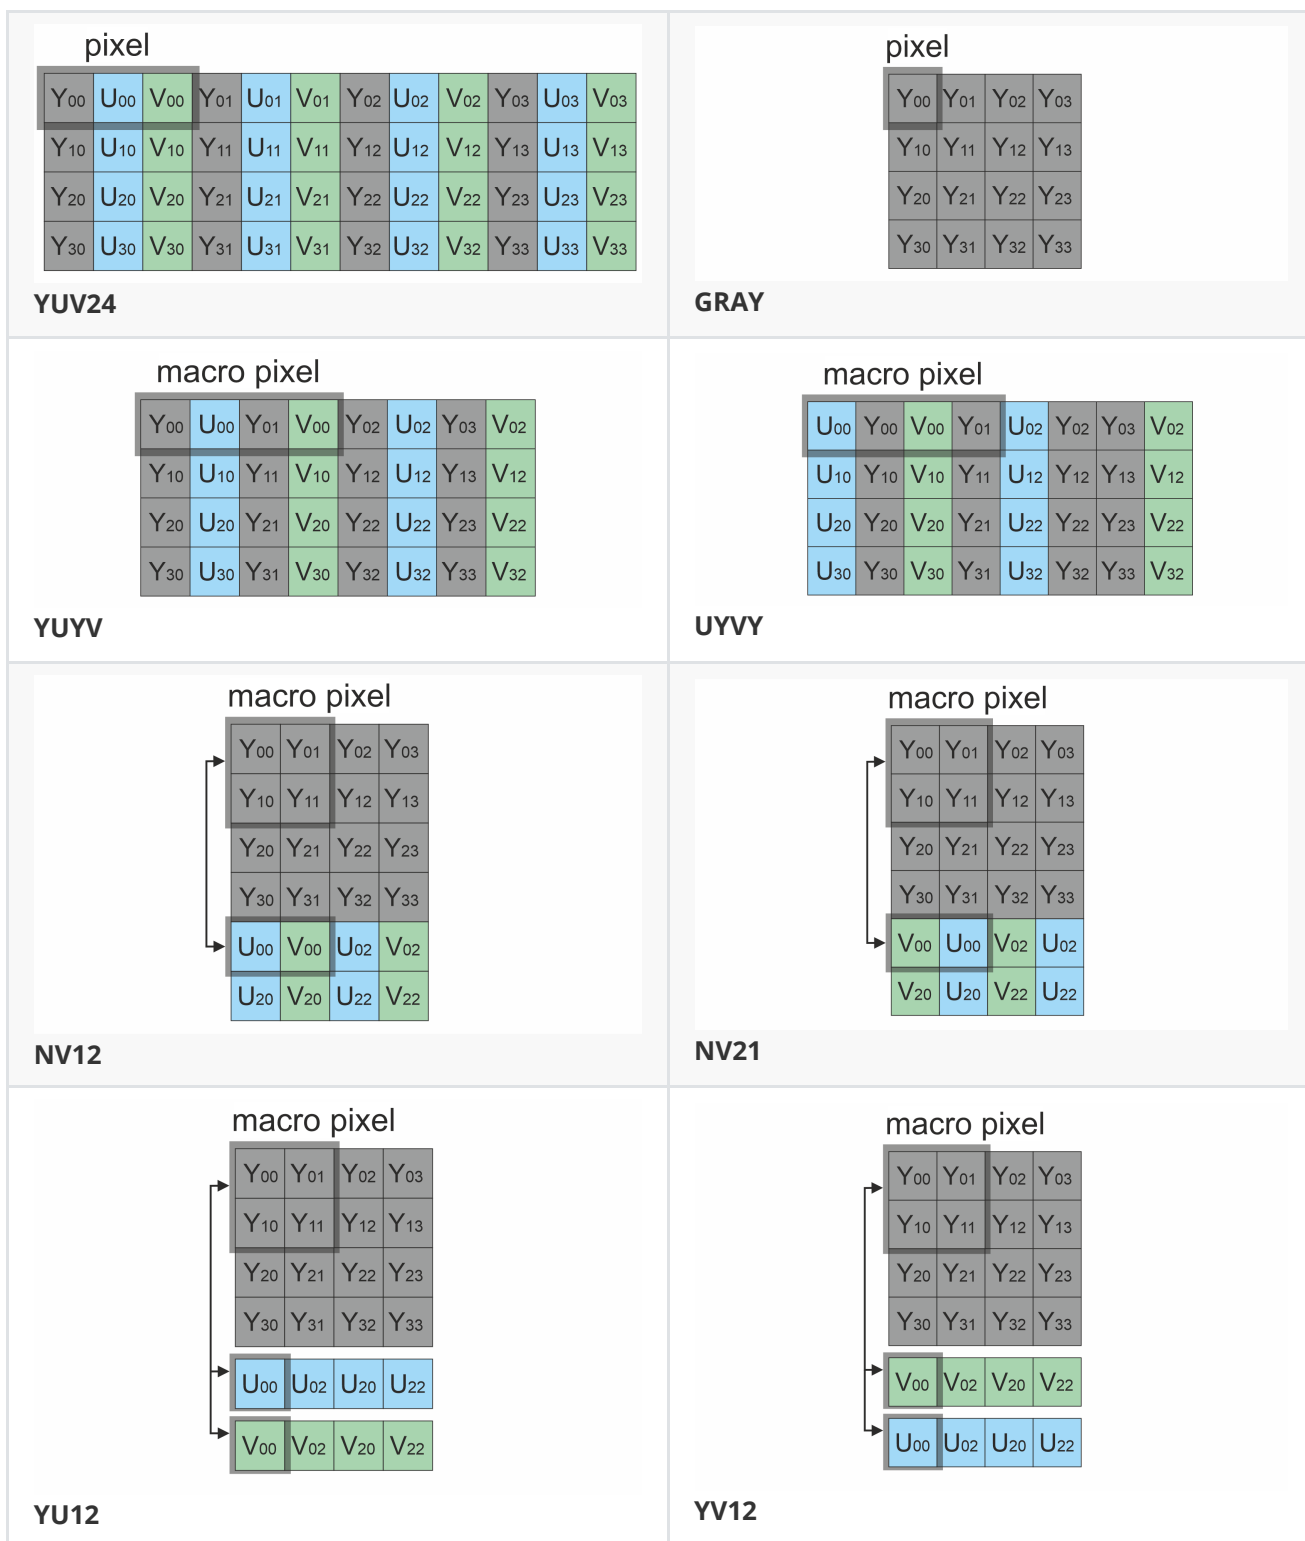 pixel
Y00 U00 V00 Y01 U01 V01 Y02 U02 V02 Y03 U03 V03
Y10 U10 V10 Y11 U11 V11 Y12 U12 V12 Y13 U13 V13
Y20 U20 V20 Y21 U21 V21 Y22 U22 V22 Y23 U23 V23
Y30 U30 V30 Y31 U31 V31 Y32 U32 V32 Y33 U33 V33
YUV24
pixel
Y00 Y01 Y02 Y03
Y10 Y11 Y12 Y13
Y20 Y21 Y22 Y23
Y30 Y31 Y32 Y33
GRAY
macro pixel
Y00 U00 Y01 V00 Y02 U02 Y03 V02
Y10 U10 Y11 V10 Y12 U12 Y13 V12
Y20 U20 Y21 V20 Y22 U22 Y23 V22
Y30 U30 Y31 V30 Y32 U32 Y33 V32
YUYV
macro pixel
U00 Y00 V00 Y01 U02 Y02 Y03 V02
U10 Y10 V10 Y11 U12 Y12 Y13 V12
U20 Y20 V20 Y21 U22 Y22 Y23 V22
U30 Y30 V30 Y31 U32 Y32 Y33 V32
UYVY
macro pixel
Y00 Y01 Y02 Y03
Y10 Y11 Y12 Y13
Y20 Y21 Y22 Y23
Y30 Y31 Y32 Y33
U00 V00 U02 V02
U20 V20 U22 V22
NV12
macro pixel
Y00 Y01 Y02 Y03
Y10 Y11 Y12 Y13
Y20 Y21 Y22 Y23
Y30 Y31 Y32 Y33
V00 U00 V02 U02
V20 U20 V22 U22
NV21
macro pixel
Y00 Y01 Y02 Y03
Y10 Y11 Y12 Y13
Y20 Y21 Y22 Y23
Y30 Y31 Y32 Y33
U00 U02 U20 U22
V00 V02 V20 V22
YU12
macro pixel
Y00 Y01 Y02 Y03
Y10 Y11 Y12 Y13
Y20 Y21 Y22 Y23
Y30 Y31 Y32 Y33
V00 V02 V20 V22
U00 U02 U20 U22
YV12